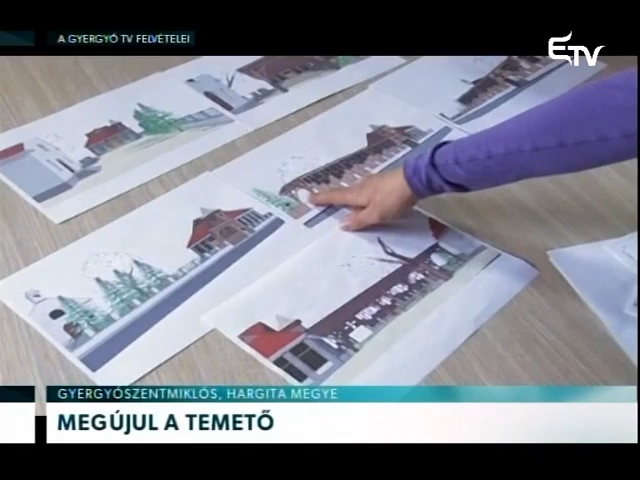 A GYERGYÓ TV FELVÉTELEI
ETV
GYERGYÓSZENTMIKLÓS, HARGITA MEGYE
MEGÚJUL A TEMETŐ